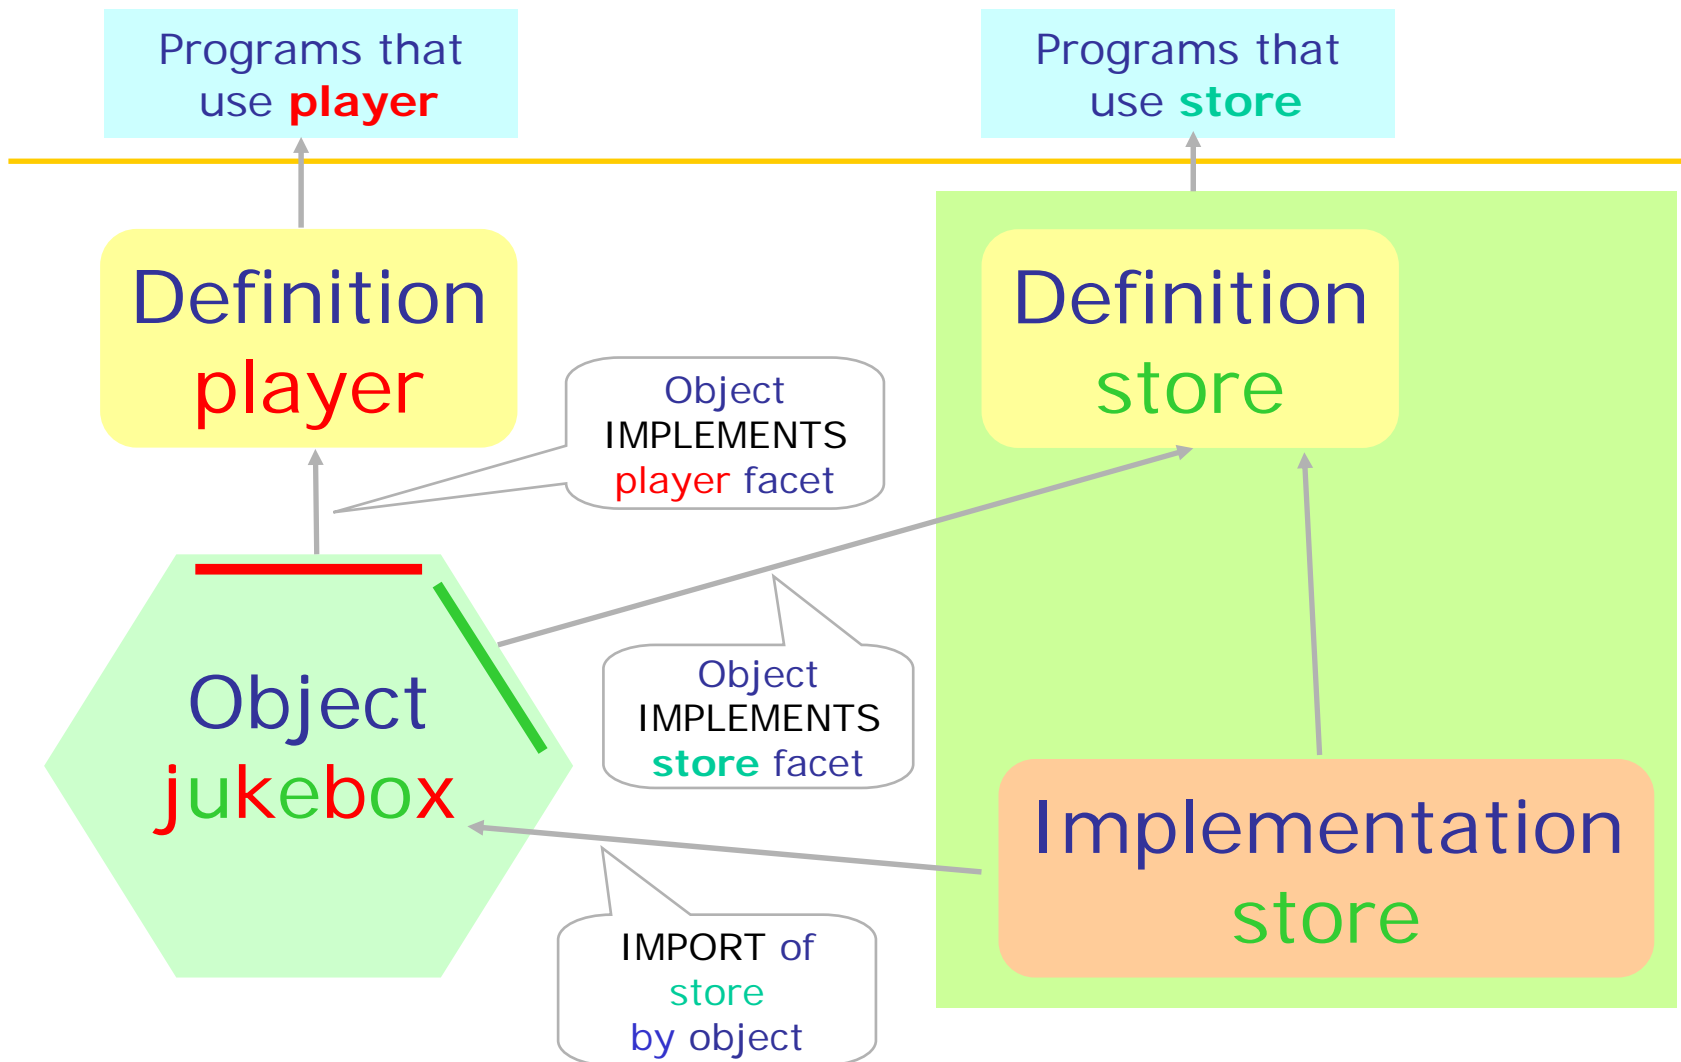 Programs that
use player
Programs that
use store
Definition
player
Definition
store
Object
IMPLEMENTS
player facet
Object
jukebox
Object
IMPLEMENTS
store facet
Implementation
store
IMPORT of
store
by object